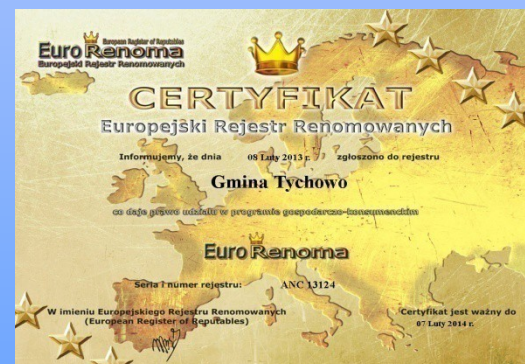 European Register of Reputables
Euro Renoma
Europejski Rejestr Renomowanych
CERTYFIKAT
Europejski Rejestr Renomowanych
Informujemy, że dnia 08 Luty 2013 r. zgłoszono do rejestru
Gmina Tychowo
co daje prawo udziału w programie gospodarczo-konsumenckim
Euro Renoma
Seria i numer rejestru: ANC 13124
W imieniu Europejskiego Rejestru Renomowanych
(European Register of Reputables)
Certyfikat jest ważny do
07 Luty 2014 r.